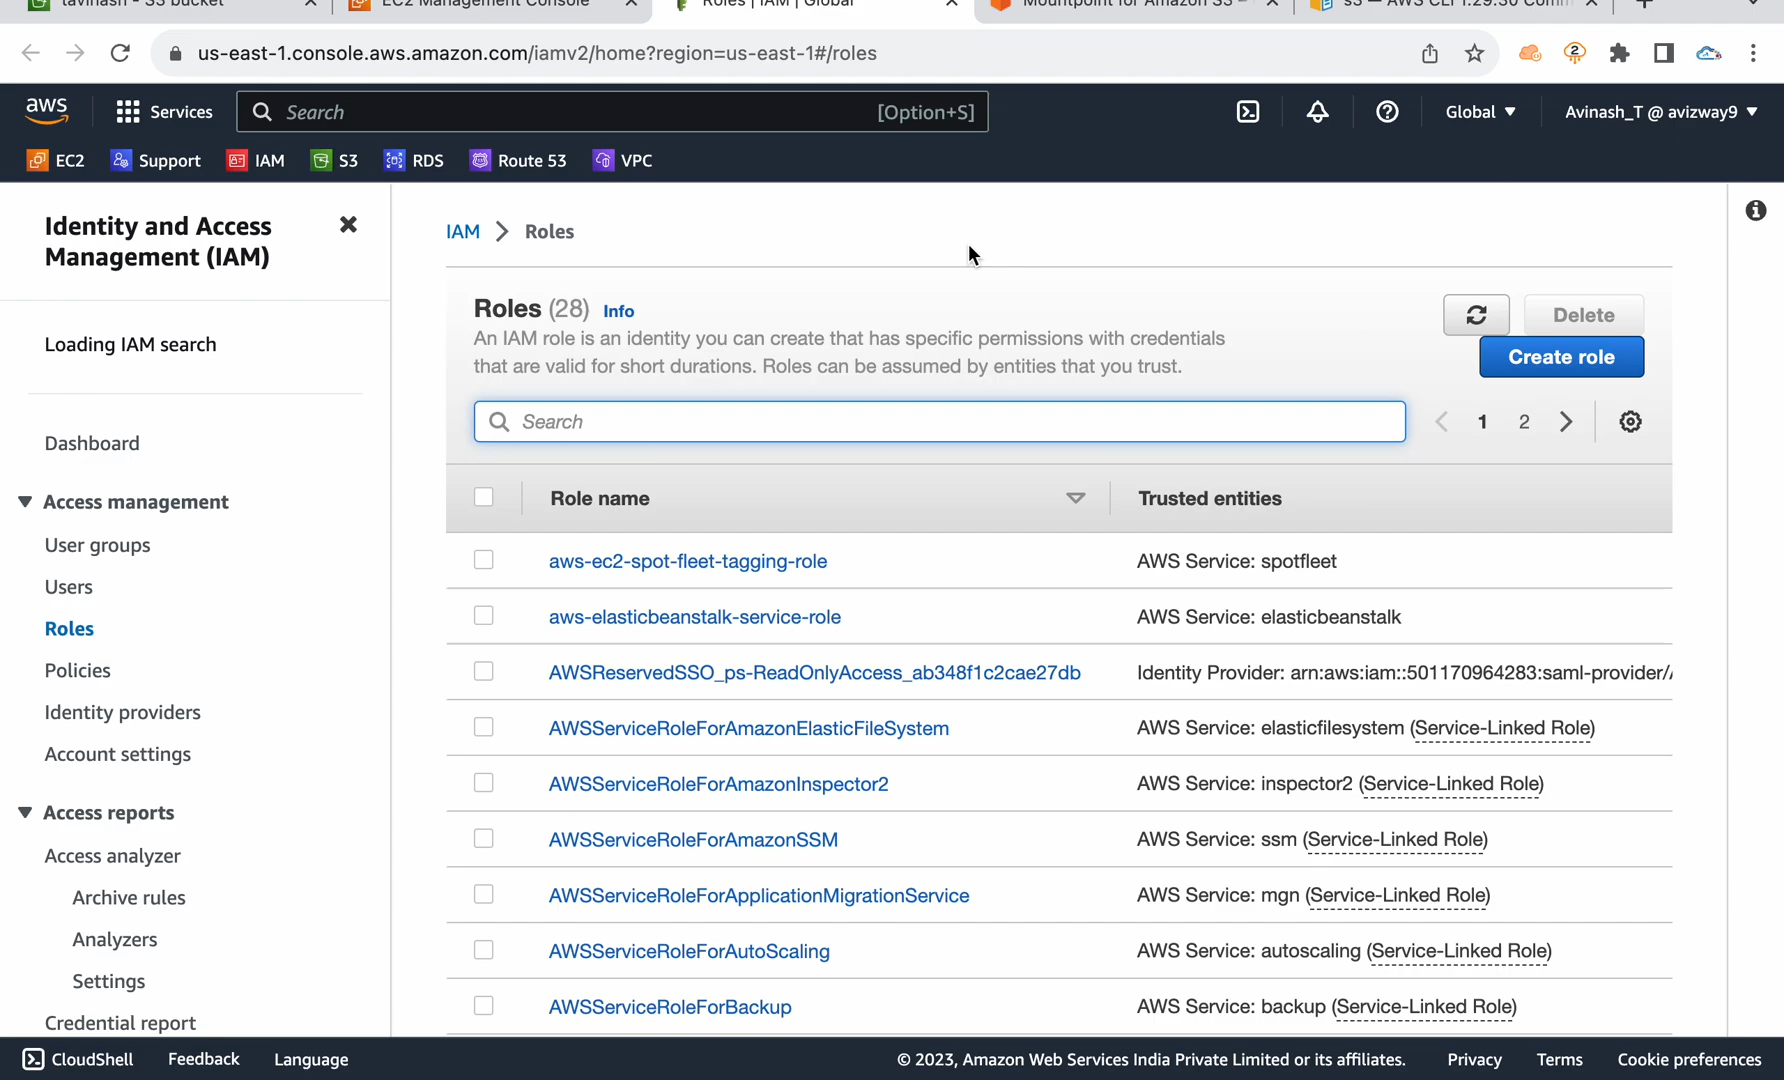 tavinash - S3 bucket
EC2 Management Console
Roles | IAM | Global
Mountpoint for Amazon S3 –
s3 — AWS CLI 1.29.30 Comm
us-east-1.console.aws.amazon.com/iamv2/home?region=us-east-1#/roles
2
aws
Services
Search
[Option+S]
Global
Avinash_T @ avizway9
EC2
Support
IAM
S3
RDS
Route 53
VPC
Identity and Access
Management (IAM)
Loading IAM search
Dashboard
Access management
User groups
Users
Roles
Policies
Identity providers
Account settings
Access reports
Access analyzer
Archive rules
Analyzers
Settings
Credential report
IAM > Roles
Roles (28) Info
An IAM role is an identity you can create that has specific permissions with credentials
that are valid for short durations. Roles can be assumed by entities that you trust.
Delete
Create role
Search
1 2
Role name Trusted entities
aws-ec2-spot-fleet-tagging-role AWS Service: spotfleet
aws-elasticbeanstalk-service-role AWS Service: elasticbeanstalk
AWSReservedSSO_ps-ReadOnlyAccess_ab348f1c2cae27db Identity Provider: arn:aws:iam::501170964283:saml-provider/
AWSServiceRoleForAmazonElasticFileSystem AWS Service: elasticfilesystem (Service-Linked Role)
AWSServiceRoleForAmazonInspector2 AWS Service: inspector2 (Service-Linked Role)
AWSServiceRoleForAmazonSSM AWS Service: ssm (Service-Linked Role)
AWSServiceRoleForApplicationMigrationService AWS Service: mgn (Service-Linked Role)
AWSServiceRoleForAutoScaling AWS Service: autoscaling (Service-Linked Role)
AWSServiceRoleForBackup AWS Service: backup (Service-Linked Role)
CloudShell Feedback Language © 2023, Amazon Web Services India Private Limited or its affiliates. Privacy Terms Cookie preferences